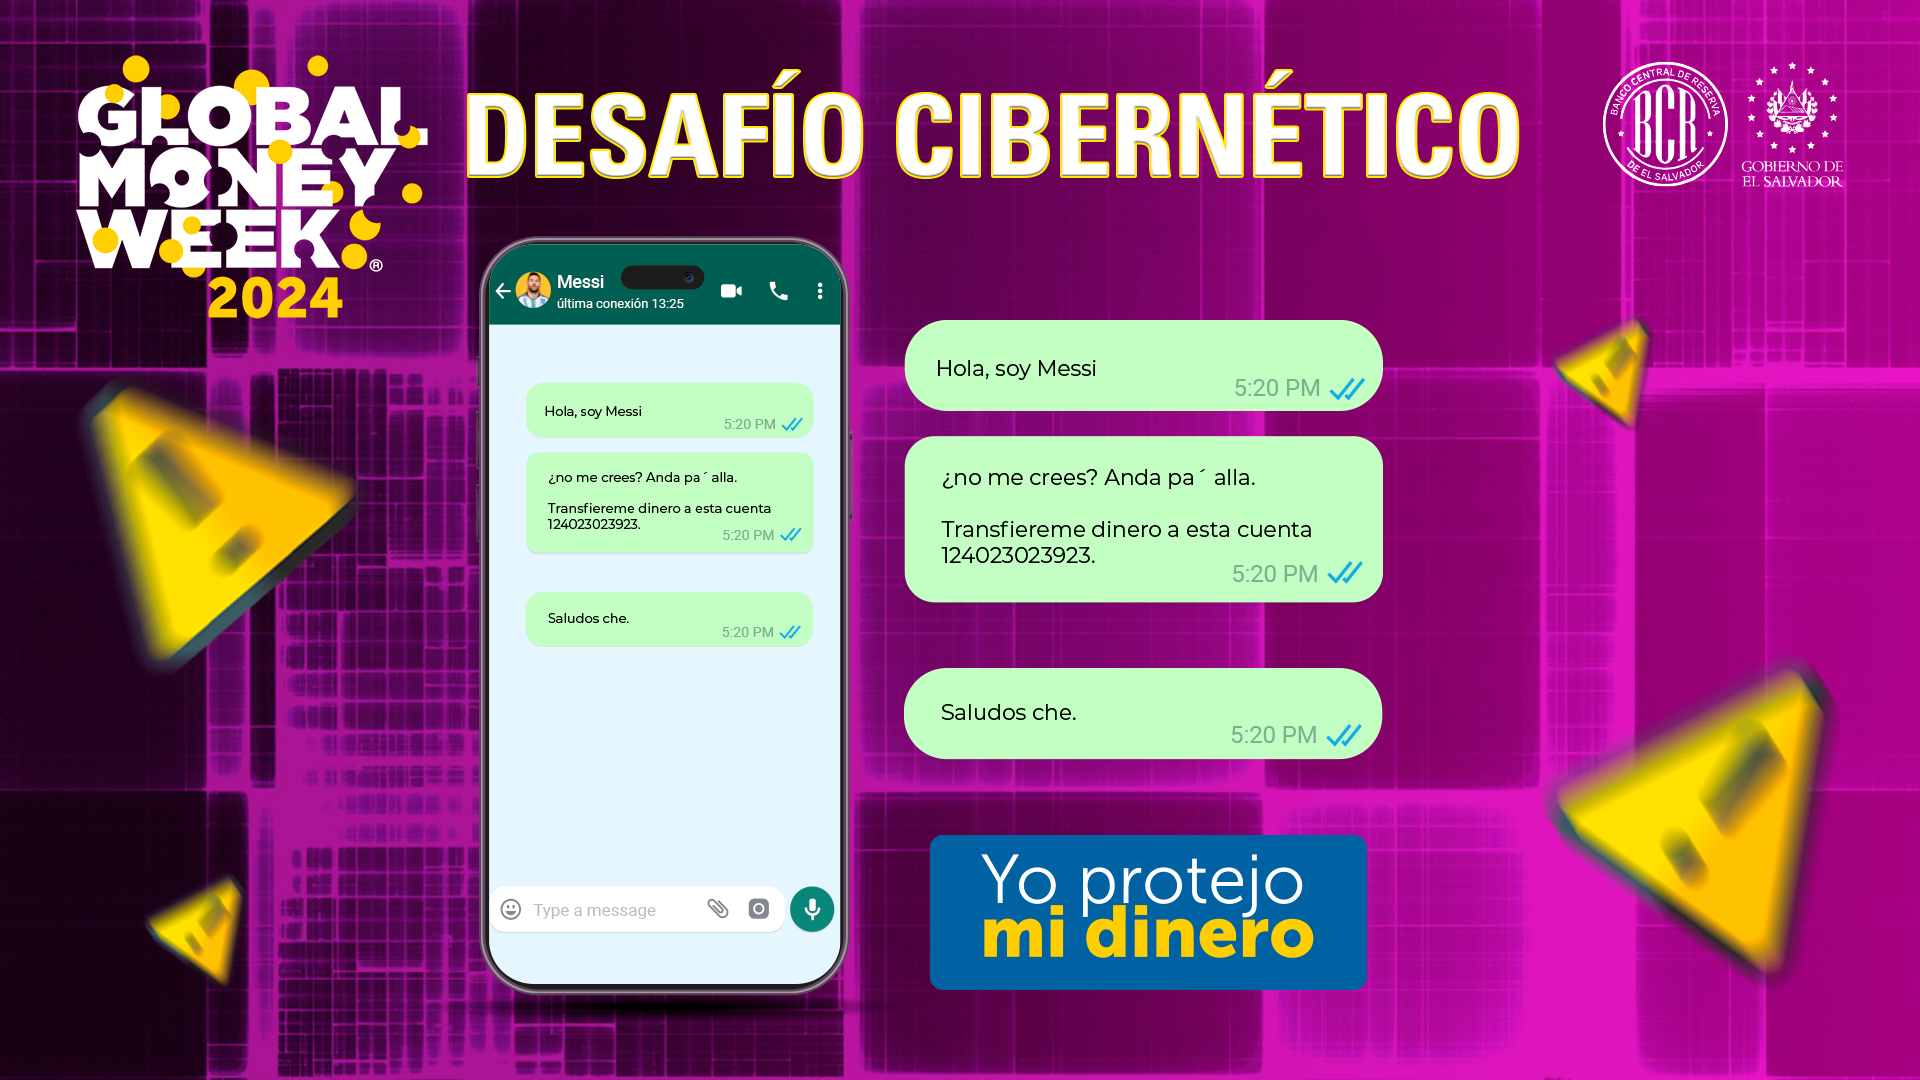 GLOBAL
MONEY
WEEK®
2024
DESAFÍO CIBERNÉTICO
BANCO CENTRAL DE RESERVA
BCR
DE EL SALVADOR
GOBIERNO DE
EL SALVADOR
Messi
última conexión 13:25
Hola, soy Messi
5:20 PM
¿no me crees? Anda pa´ alla.
Transfiereme dinero a esta cuenta
124023023923.
5:20 PM
Saludos che.
5:20 PM
Type a message
Hola, soy Messi
5:20 PM
¿no me crees? Anda pa´ alla.
Transfiereme dinero a esta cuenta
124023023923.
5:20 PM
Saludos che.
5:20 PM
Yo protejo
mi dinero